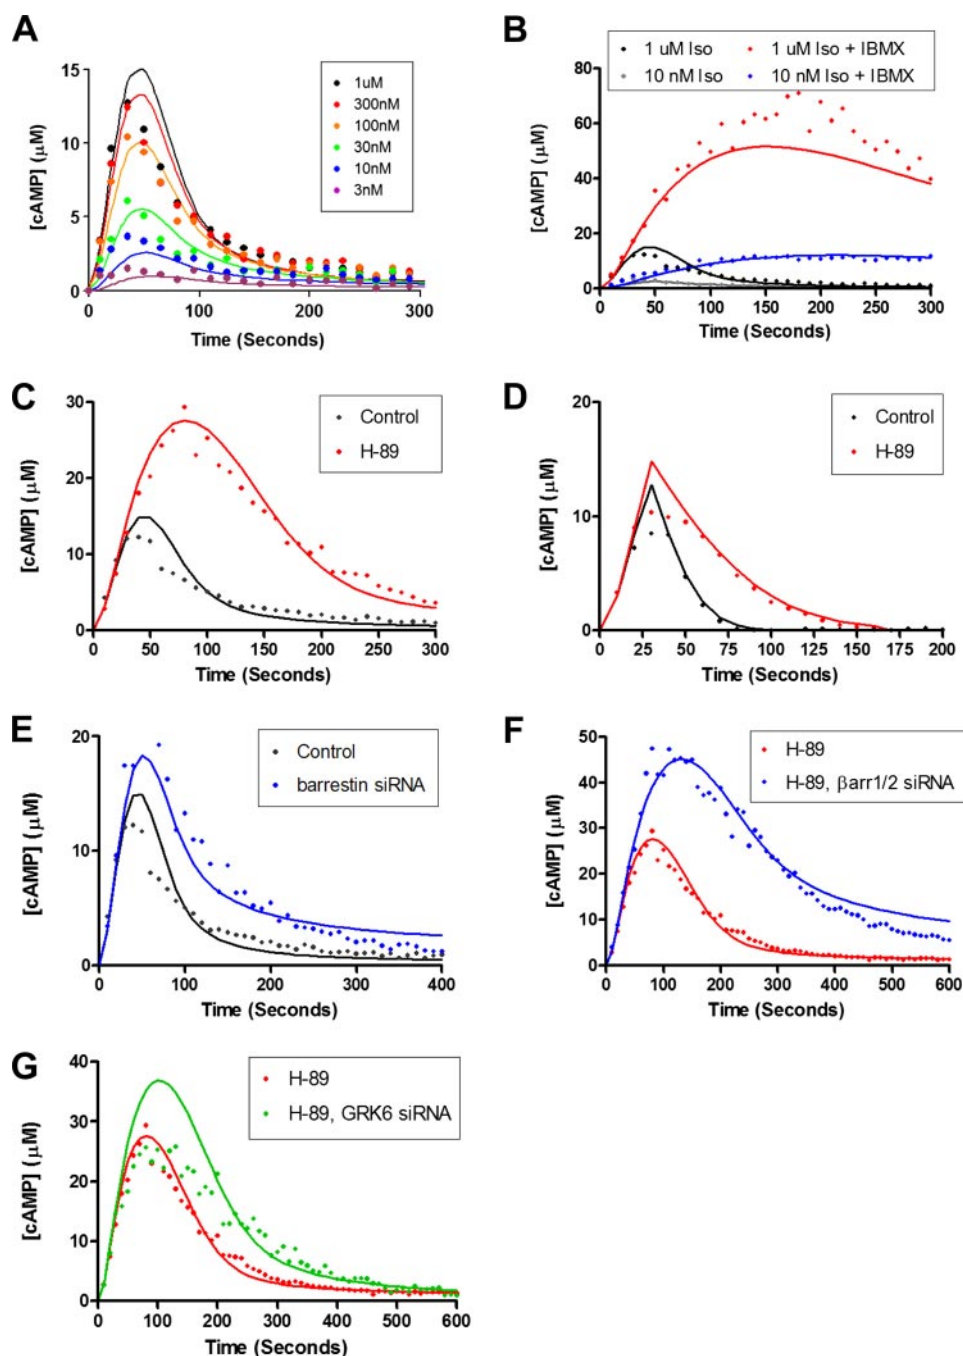 A
[cAMP] (µM)
15
10
5
0
0
100
200
300
Time (Seconds)
1uM
300nM
100nM
30nM
10nM
3nM
B
1 uM Iso
1 uM Iso + IBMX
10 nM Iso
10 nM Iso + IBMX
[cAMP] (µM)
80
60
40
20
0
0 50 100 150 200 250 300
Time (Seconds)
C
[cAMP] (µM)
30
20
10
0
0 50 100 150 200 250 300
Time (Seconds)
Control
H-89
D
[cAMP] (µM)
20
10
0
0 25 50 75 100 125 150 175 200
Time (Seconds)
Control
H-89
E
[cAMP] (µM)
20
10
0
0 100 200 300 400
Time (Seconds)
Control
barrestin siRNA
F
[cAMP] (µM)
50
40
30
20
10
0
0 100 200 300 400 500 600
Time (Seconds)
H-89
H-89, βarr1/2 siRNA
G
[cAMP] (µM)
40
30
20
10
0
0 100 200 300 400 500 600
Time (Seconds)
H-89
H-89, GRK6 siRNA